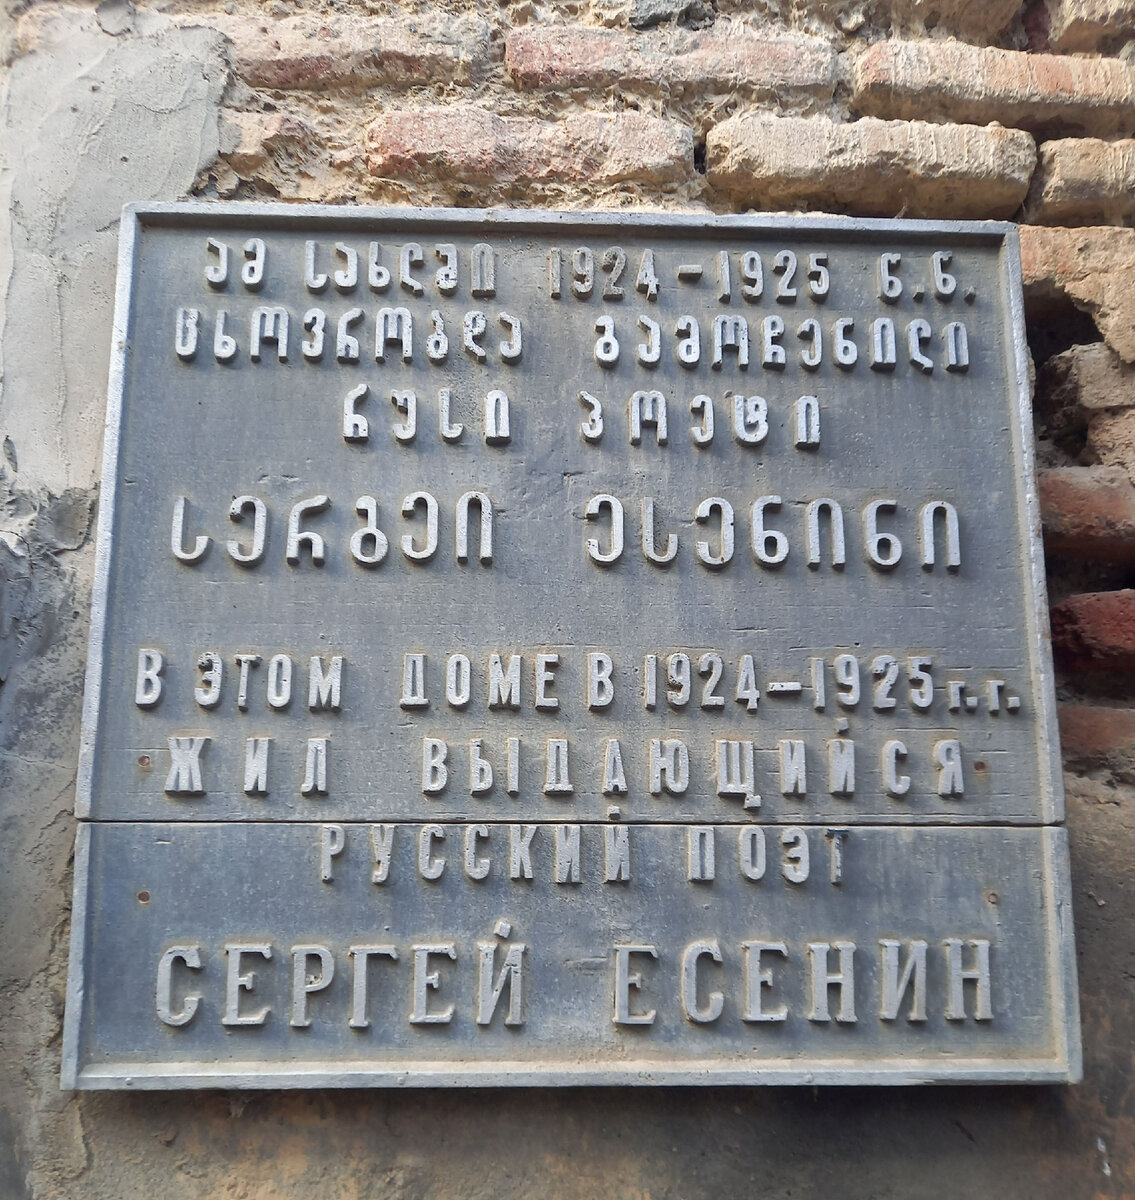 ამ სახლში 1924-1925 წ.წ.
ცხოვრობდა გამოჩენილი
რუსი პოეტი
სერგეი ესენინი
В ЭТОМ ДОМЕ В 1924-1925 г.г.
ЖИЛ ВЫДАЮЩИЙСЯ
РУССКИЙ ПОЭТ
СЕРГЕЙ ЕСЕНИН